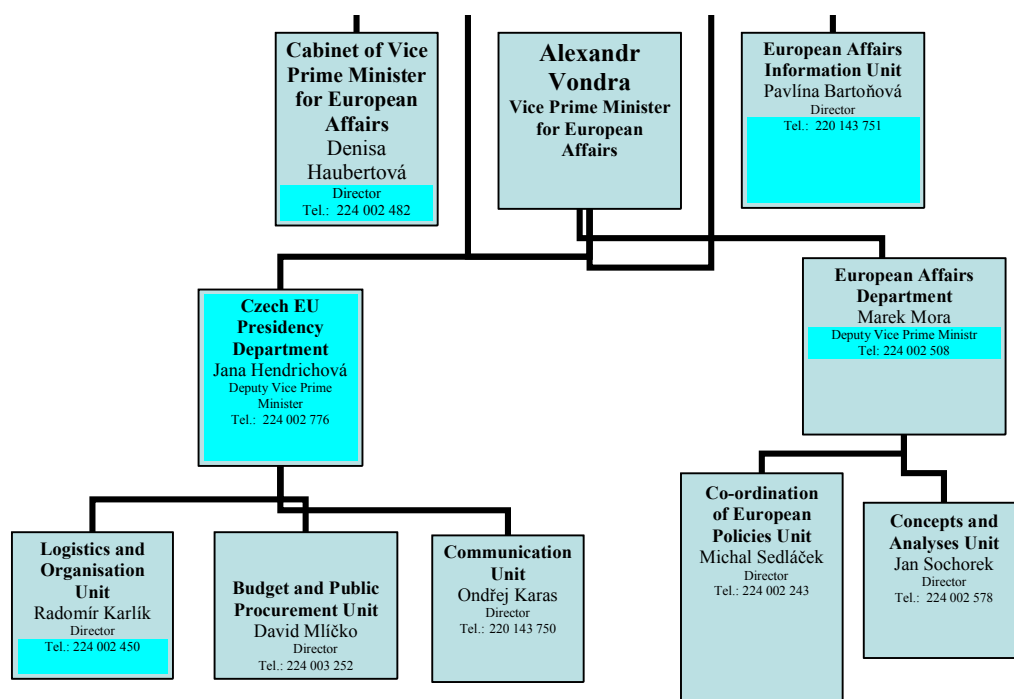 Cabinet of Vice
Prime Minister
for European
Affairs
Denisa
Haubertová
Director
Tel.: 224 002 482
Alexandr
Vondra
Vice Prime Minister
for European
Affairs
European Affairs
Information Unit
Pavlína Bartoňová
Director
Tel.: 220 143 751
Czech EU
Presidency
Department
Jana Hendrichová
Deputy Vice Prime
Minister
Tel.: 224 002 776
European Affairs
Department
Marek Mora
Deputy Vice Prime Ministr
Tel: 224 002 508
Logistics and
Organisation
Unit
Radomír Karlík
Director
Tel.: 224 002 450
Budget and Public
Procurement Unit
David Mlíčko
Director
Tel.: 224 003 252
Communication
Unit
Ondřej Karas
Director
Tel.: 220 143 750
Co-ordination
of European
Policies Unit
Michal Sedláček
Director
Tel.: 224 002 243
Concepts and
Analyses Unit
Jan Sochorek
Director
Tel.: 224 002 578